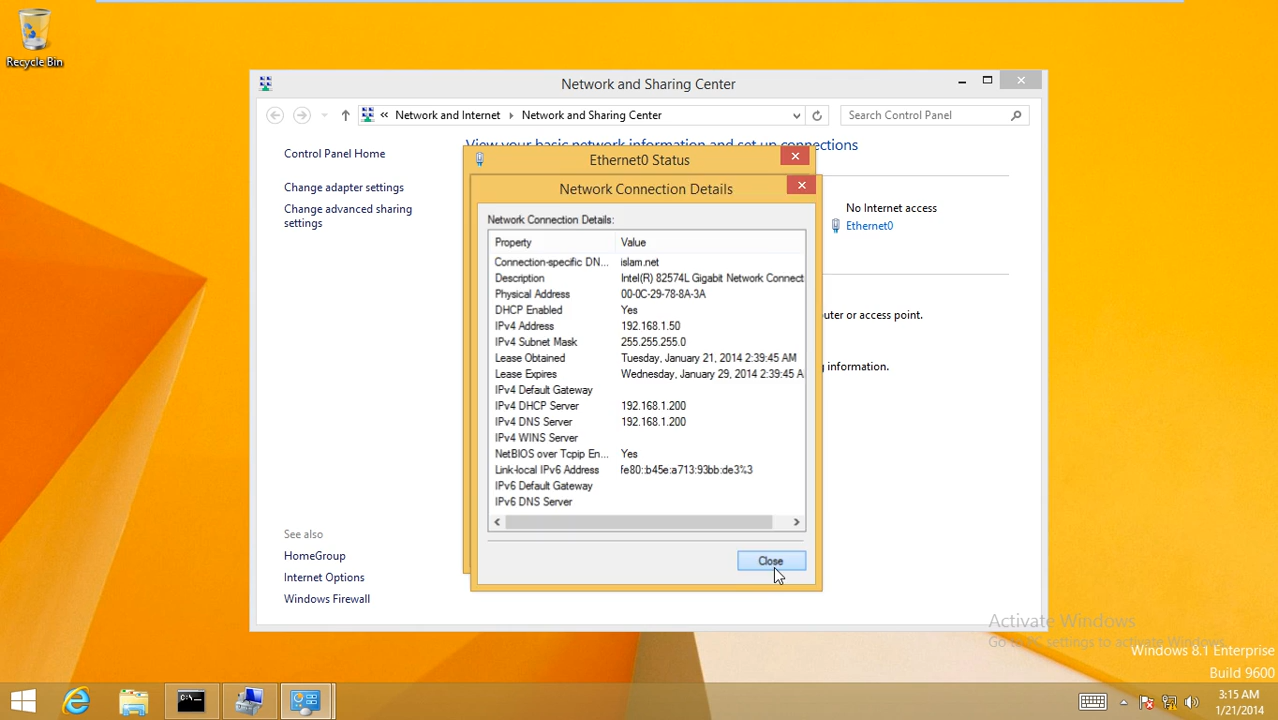 Recycle Bin
Network and Sharing Center
« Network and Internet › Network and Sharing Center
Search Control Panel
Control Panel Home
Change adapter settings
Change advanced sharing
settings
See also
HomeGroup
Internet Options
Windows Firewall
View your basic network information and set up connections
No Internet access
Ethernet0
uter or access point.
information.
Ethernet0 Status
Network Connection Details
Network Connection Details:
Property Value
Connection-specific DN... islam.net
Description Intel(R) 82574L Gigabit Network Connect
Physical Address 00-0C-29-78-8A-3A
DHCP Enabled Yes
IPv4 Address 192.168.1.50
IPv4 Subnet Mask 255.255.255.0
Lease Obtained Tuesday, January 21, 2014 2:39:45 AM
Lease Expires Wednesday, January 29, 2014 2:39:45 A
IPv4 Default Gateway
IPv4 DHCP Server 192.168.1.200
IPv4 DNS Server 192.168.1.200
IPv4 WINS Server
NetBIOS over Tcpip En... Yes
Link-local IPv6 Address fe80::b45e:a713:93bb:de3%3
IPv6 Default Gateway
IPv6 DNS Server
Close
Activate Windows
Go to PC settings to activate Windows.
Windows 8.1 Enterprise
Build 9600
C:\
3:15 AM
1/21/2014